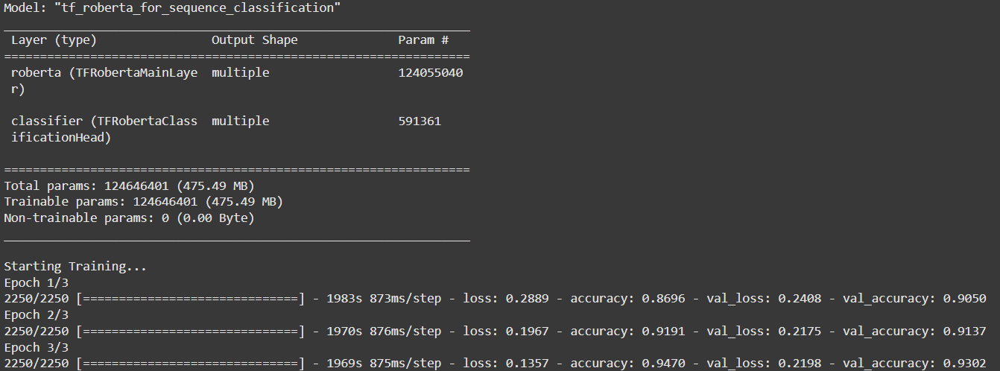 Model: "tf_roberta_for_sequence_classification"
_________________________________________________________________
Layer (type) Output Shape Param #
=================================================================
roberta (TFRobertaMainLaye multiple 124055040
r)
classifier (TFRobertaClass multiple 591361
ificationHead)
=================================================================
Total params: 124646401 (475.49 MB)
Trainable params: 124646401 (475.49 MB)
Non-trainable params: 0 (0.00 Byte)
_________________________________________________________________
Starting Training...
Epoch 1/3
2250/2250 [==============================] - 1983s 873ms/step - loss: 0.2889 - accuracy: 0.8696 - val_loss: 0.2408 - val_accuracy: 0.9050
Epoch 2/3
2250/2250 [==============================] - 1970s 876ms/step - loss: 0.1967 - accuracy: 0.9191 - val_loss: 0.2175 - val_accuracy: 0.9137
Epoch 3/3
2250/2250 [==============================] - 1969s 875ms/step - loss: 0.1357 - accuracy: 0.9470 - val_loss: 0.2198 - val_accuracy: 0.9302